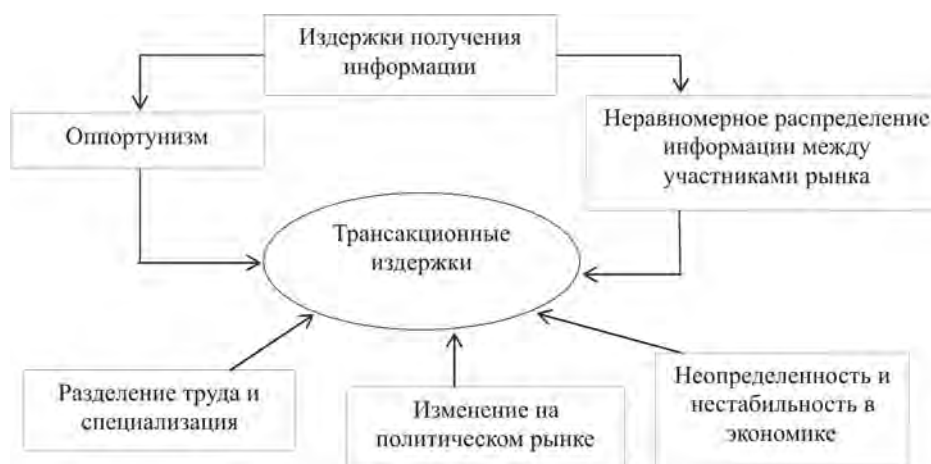 Издержки получения
информации
Оппортунизм
Неравномерное распределение
информации между
участниками рынка
Трансакционные
издержки
Разделение труда и
специализация
Изменение на
политическом рынке
Неопределенность и
нестабильность в
экономике